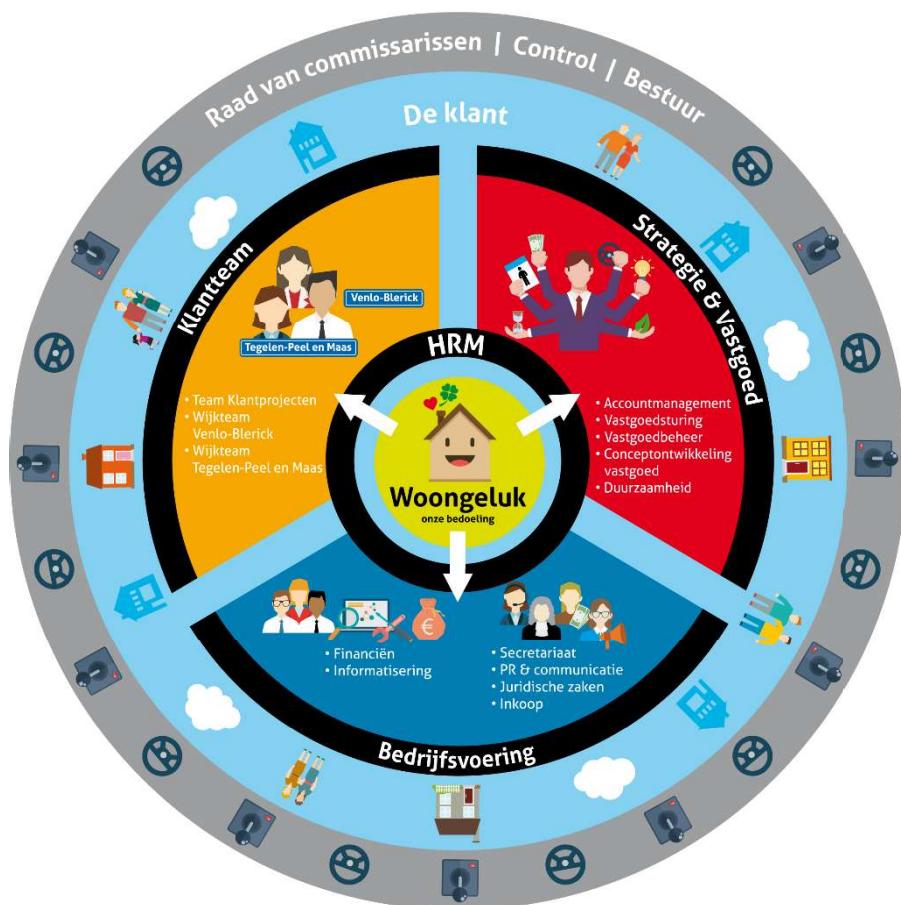 Raad van commissarissen | Control | Bestuur
De klant
Klantteam
Venlo-Blerick
Tegelen-Peel en Maas
• Team Klantprojecten
• Wijkteam
Venlo-Blerick
• Wijkteam
Tegelen-Peel en Maas
Strategie & Vastgoed
• Accountmanagement
• Vastgoedsturing
• Vastgoedbeheer
• Conceptontwikkeling
vastgoed
• Duurzaamheid
HRM
Woongeluk
onze bedoeling
• Financiën
• Informatisering
• Secretariaat
• PR & communicatie
• Juridische zaken
• Inkoop
Bedrijfsvoering